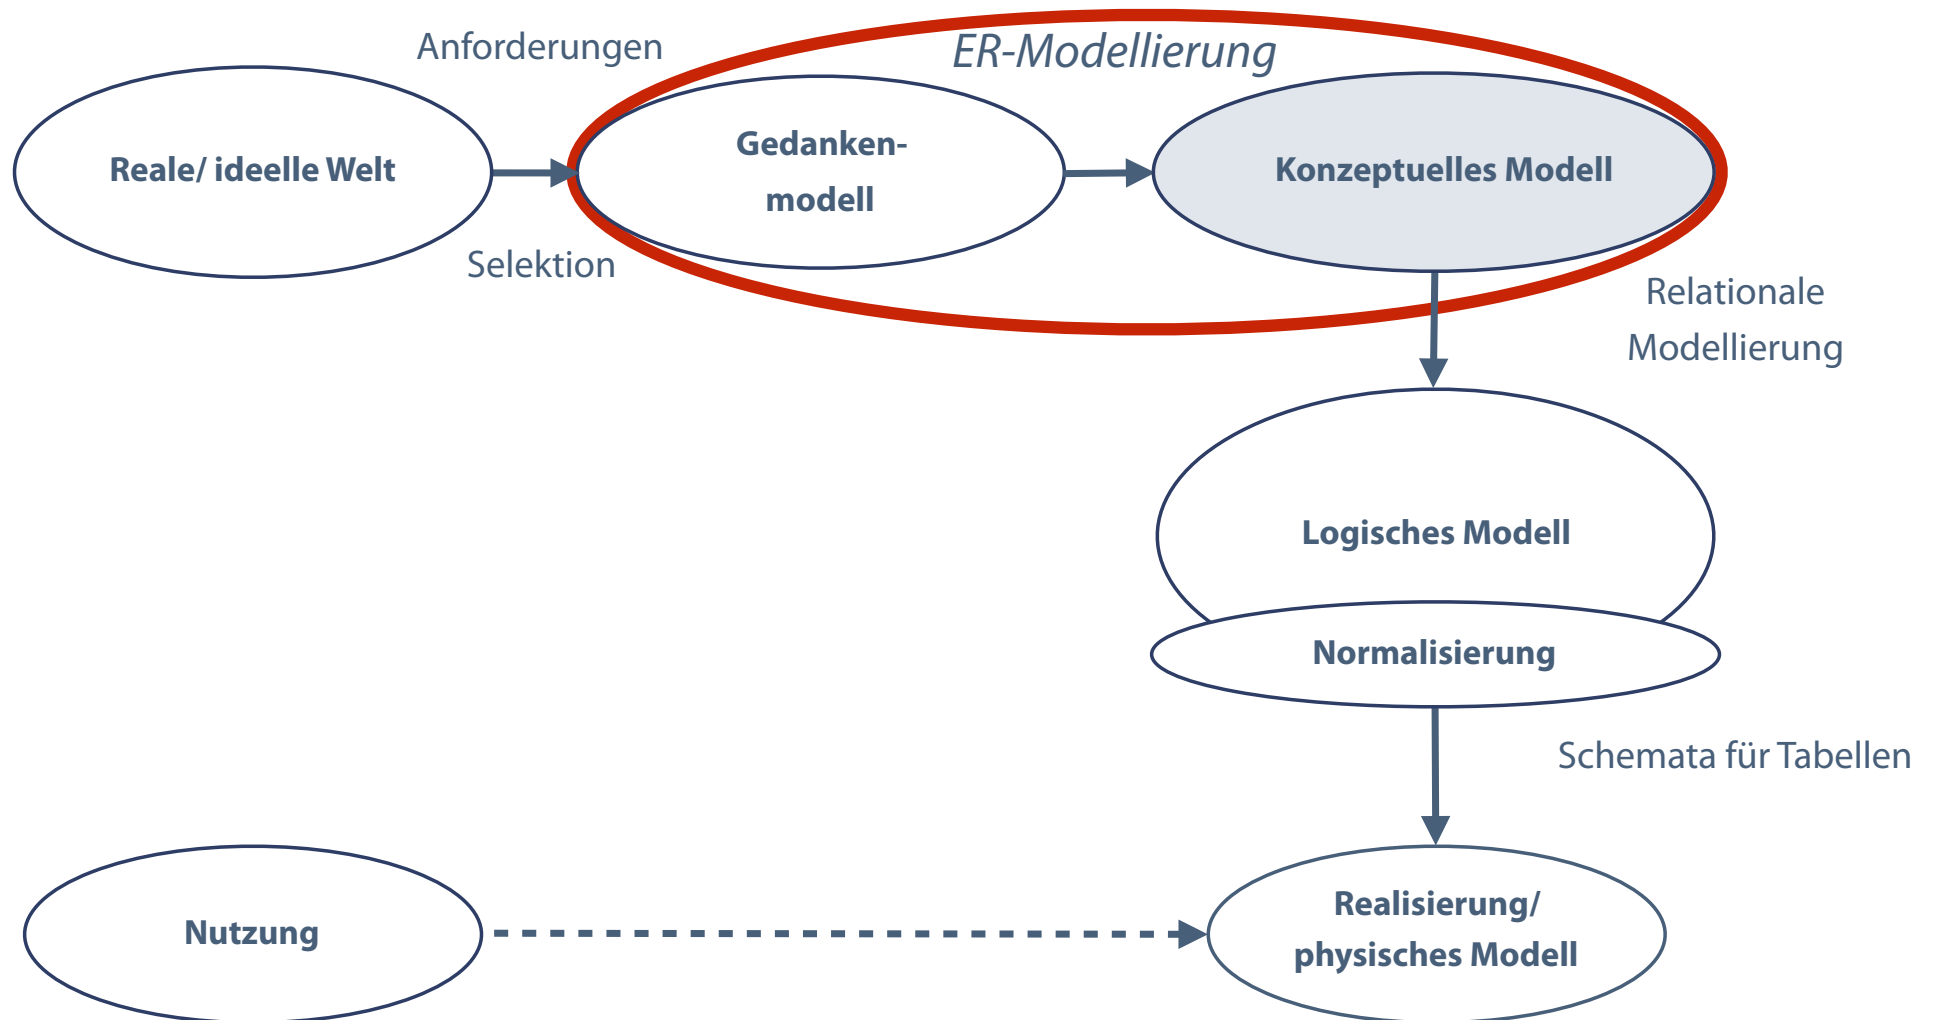 Anforderungen
ER-Modellierung
Reale/ ideelle Welt
Gedanken-
modell
Konzeptuelles Modell
Selektion
Relationale
Modellierung
Logisches Modell
Normalisierung
Schemata für Tabellen
Nutzung
Realisierung/
physisches Modell